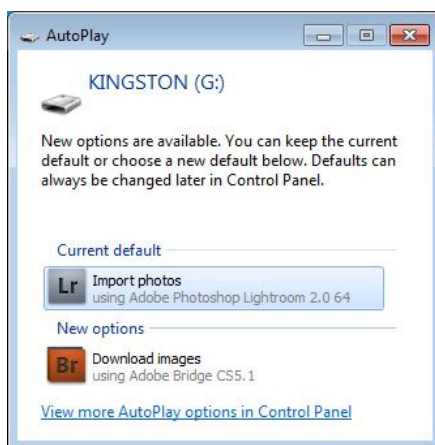 AutoPlay
KINGSTON (G:)
New options are available. You can keep the current
default or choose a new default below. Defaults can
always be changed later in Control Panel.
Current default
Lr
Import photos
using Adobe Photoshop Lightroom 2.0 64
New options
Br
Download images
using Adobe Bridge CS5.1
View more AutoPlay options in Control Panel